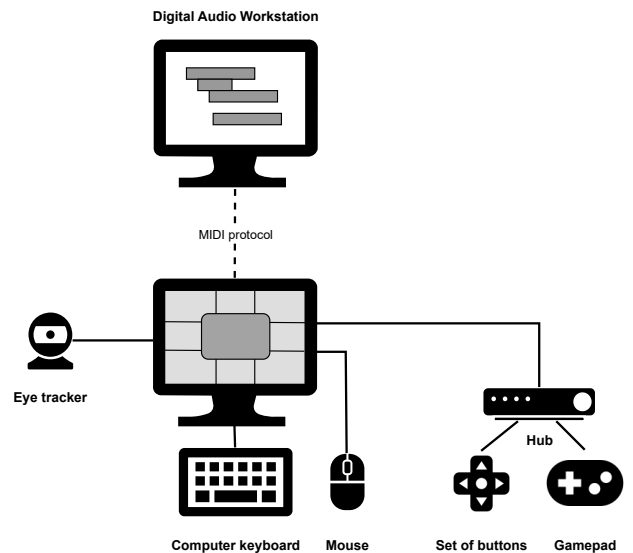 Digital Audio Workstation
MIDI protocol
Eye tracker
Hub
Computer keyboard
Mouse
Set of buttons
Gamepad